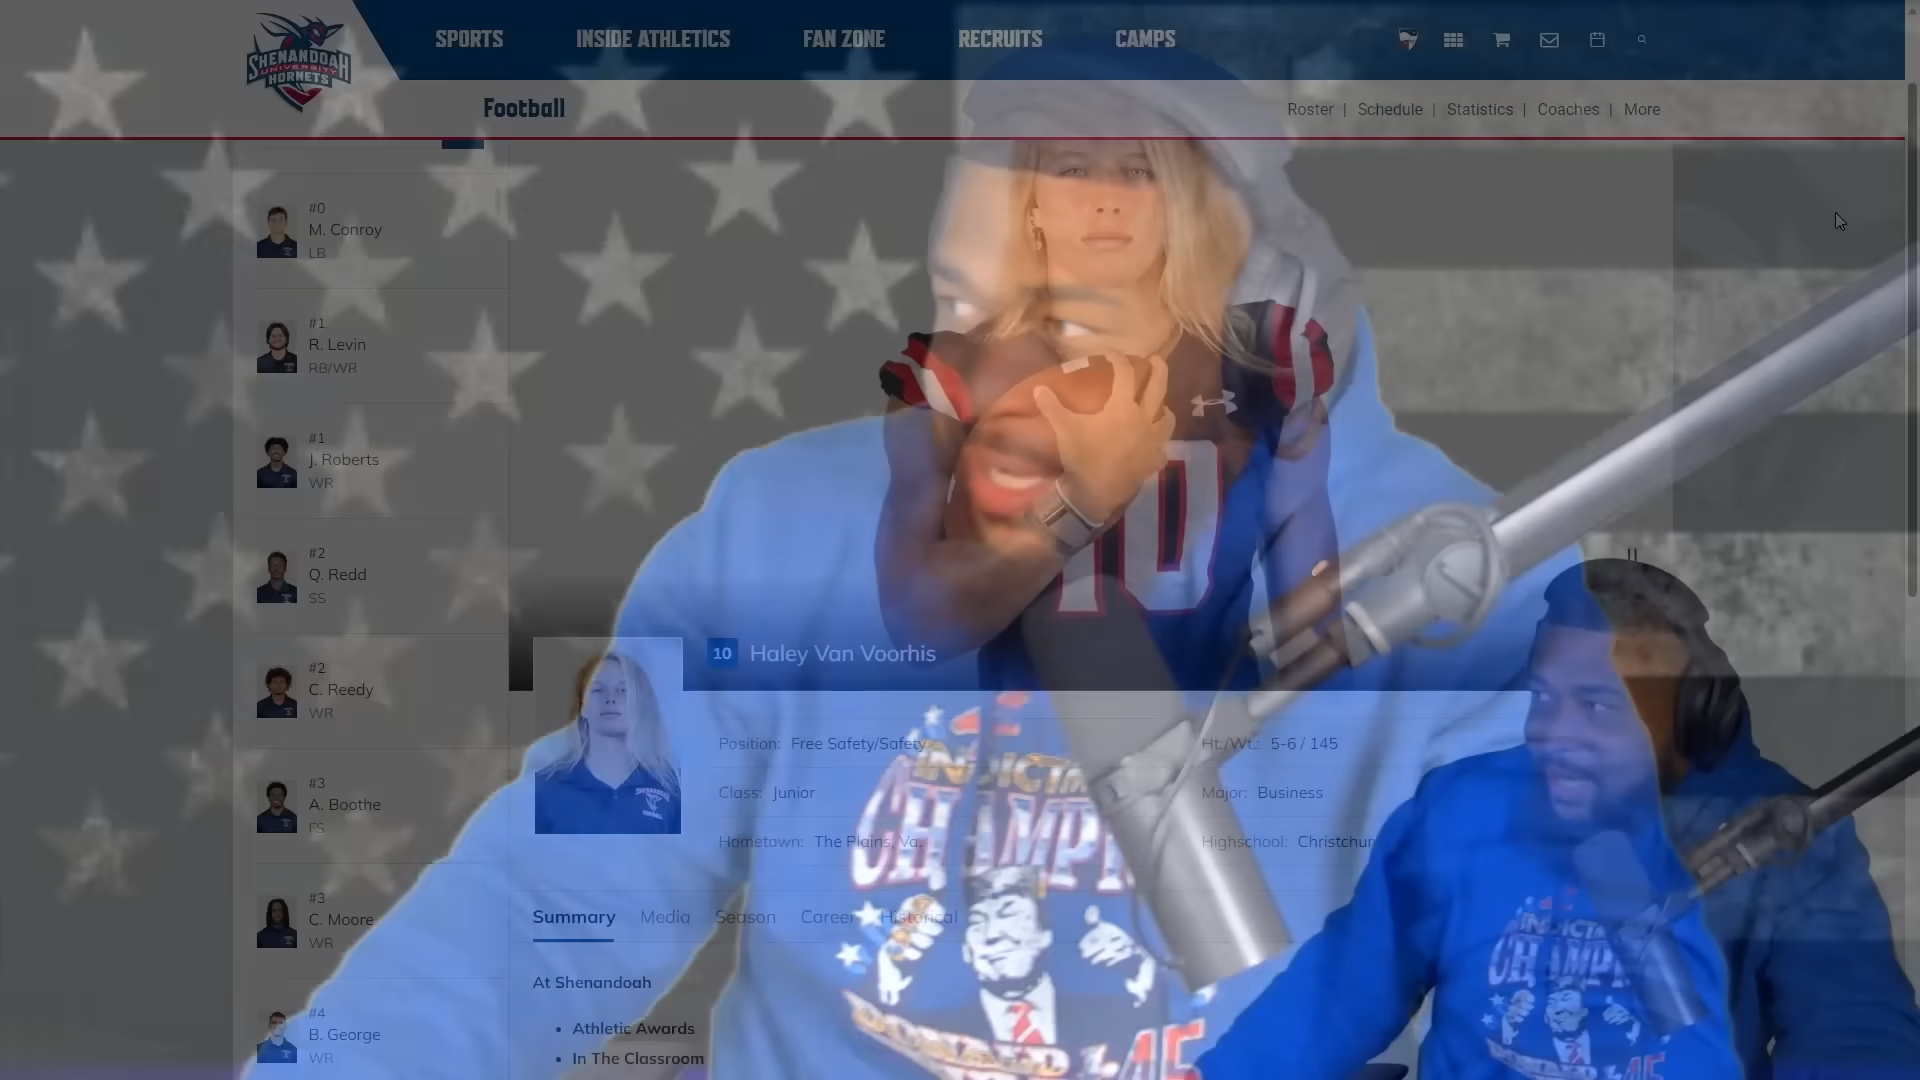 SHENANDOAH
UNIVERSITY
HORNETS
SPORTS INSIDE ATHLETICS FAN ZONE RECRUITS CAMPS
Football
Roster | Schedule | Statistics | Coaches | More
#0
M. Conroy
LB
#1
R. Levin
RB/WR
#1
J. Roberts
WR
#2
Q. Redd
SS
#2
C. Reedy
WR
#3
A. Boothe
FS
#3
C. Moore
WR
#4
B. George
WR
10
10 Haley Van Voorhis
Position: Free Safety/Safety
Ht./Wt.: 5-6 / 145
Class: Junior
Major: Business
Hometown: The Plains, Va.
Highschool:
Summary Media Season Career Historical
At Shenandoah
• Athletic Awards
• In The Classroom
45